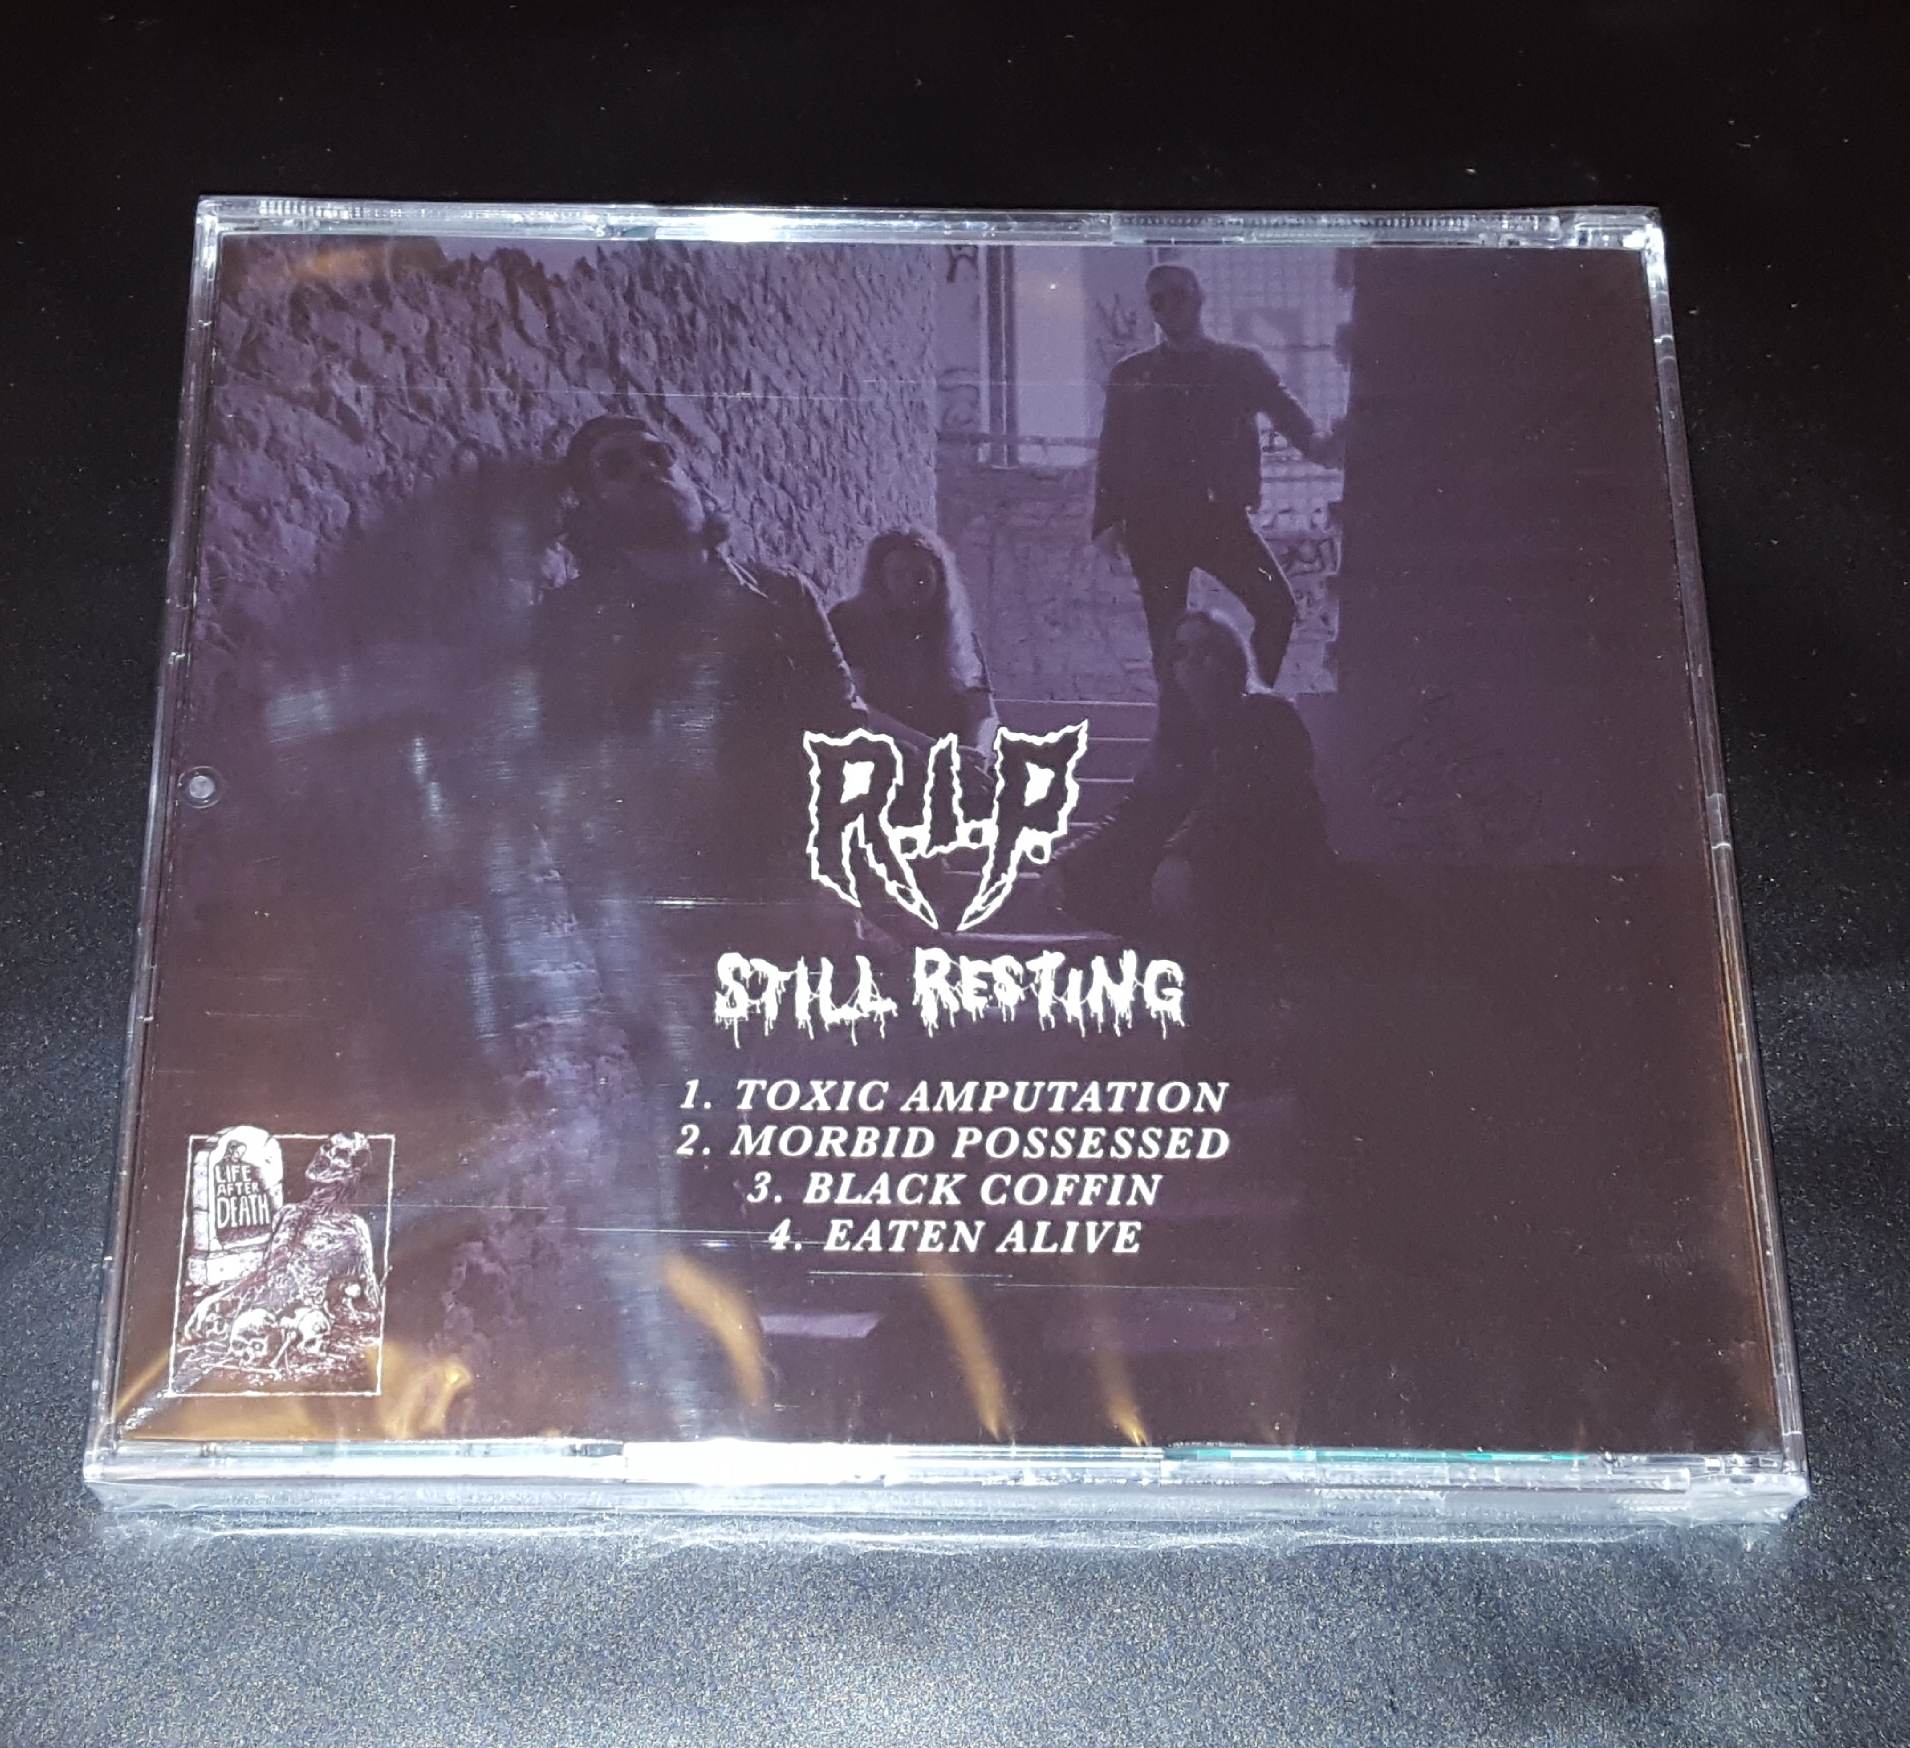 R.I.P.
STILL RESTING
1. TOXIC AMPUTATION
2. MORBID POSSESSED
3. BLACK COFFIN
4. EATEN ALIVE
LIFE
AFTER
DEATH